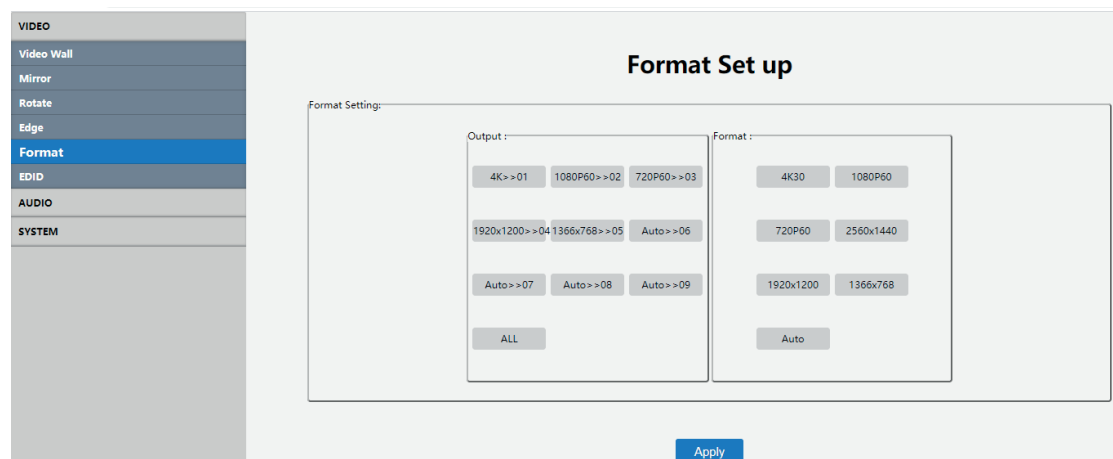 VIDEO
Video Wall
Mirror
Rotate
Edge
Format
EDID
AUDIO
SYSTEM
Format Set up
Format Setting:
Output :
4K>>01 1080P60>>02 720P60>>03
1920x1200>>04 1366x768>>05 Auto>>06
Auto>>07 Auto>>08 Auto>>09
ALL
Format :
4K30 1080P60
720P60 2560x1440
1920x1200 1366x768
Auto
Apply